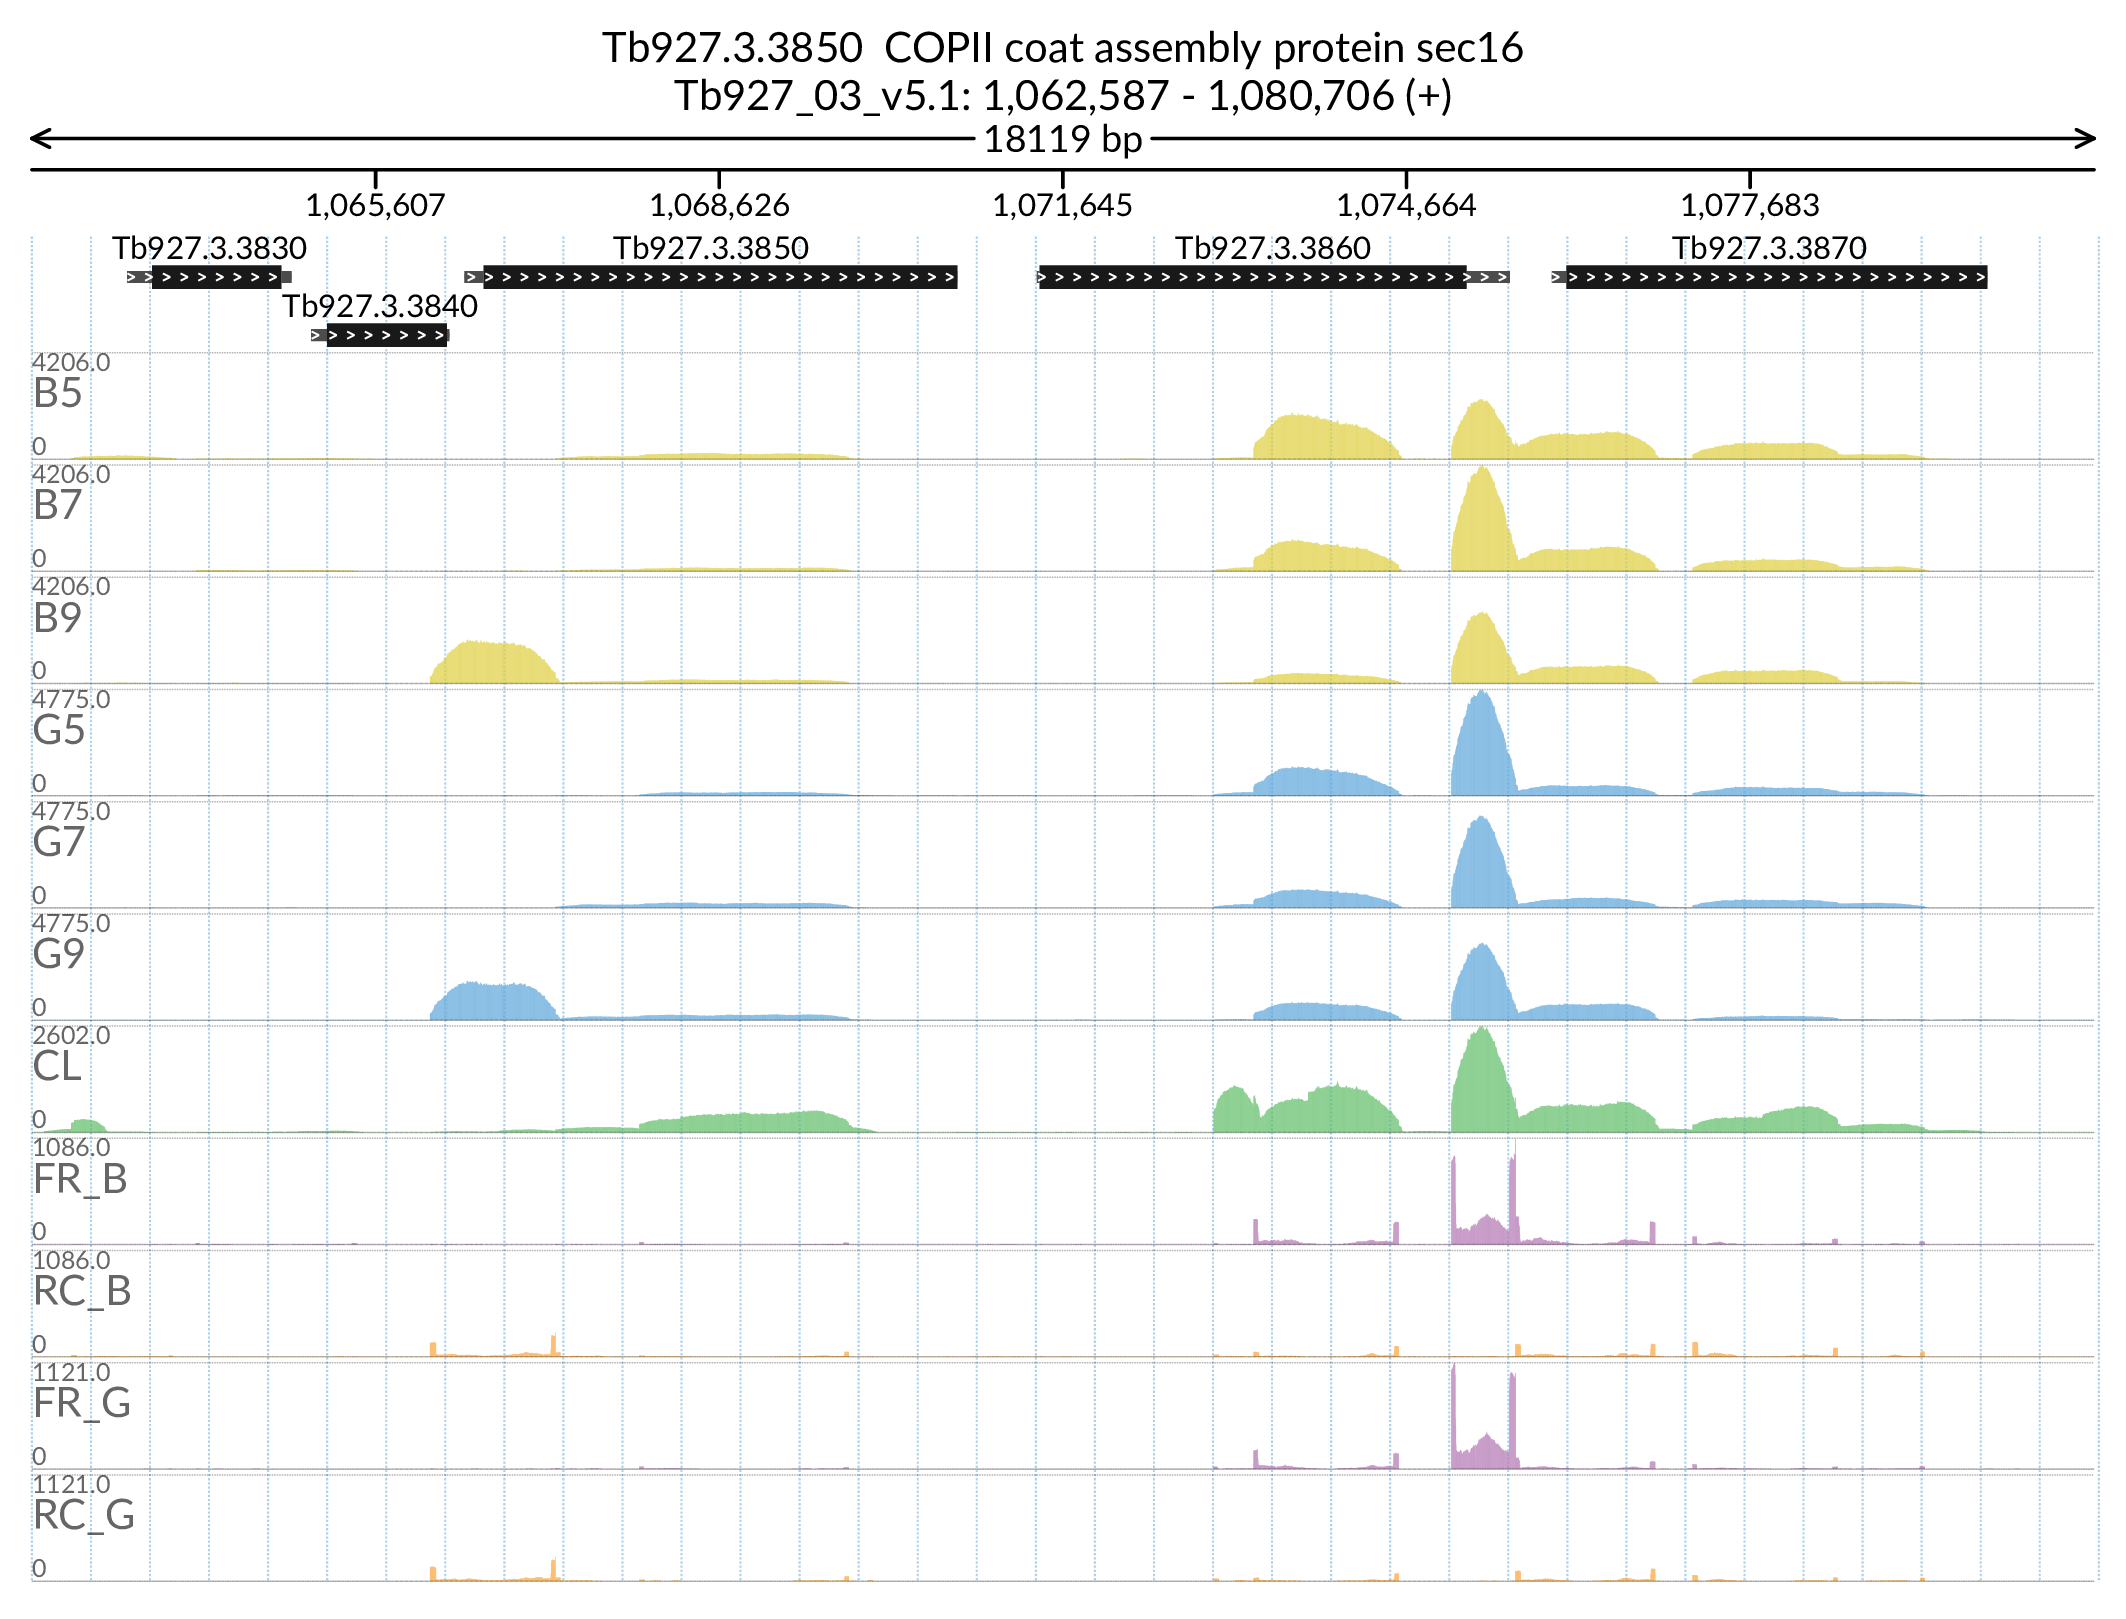 Tb927.3.3850  COPII coat assembly protein sec16
Tb927_03_v5.1: 1,062,587 - 1,080,706 (+)
18119 bp
1,065,607 1,068,626 1,071,645 1,074,664 1,077,683
Tb927.3.3830 Tb927.3.3850 Tb927.3.3860 Tb927.3.3870
Tb927.3.3840
4206.0
B5
0
4206.0
B7
0
4206.0
B9
0
4775.0
G5
0
4775.0
G7
0
4775.0
G9
0
2602.0
CL
0
1086.0
FR_B
0
1086.0
RC_B
0
1121.0
FR_G
0
1121.0
RC_G
0